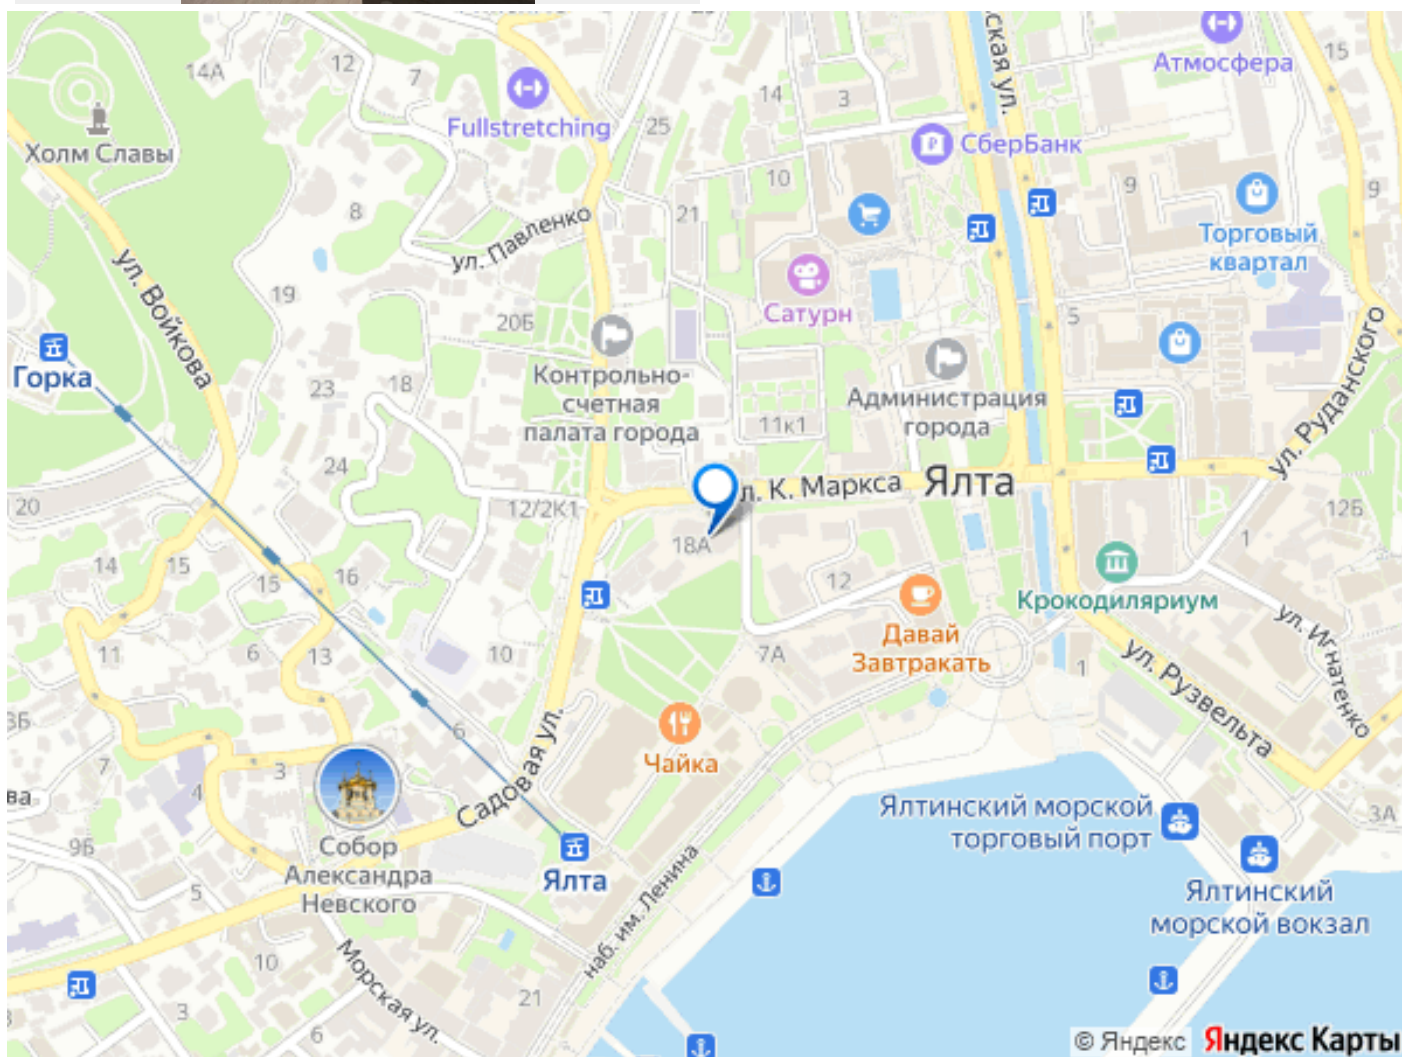 ская ул.
14А
12
7
Fullstretching
25
14
3
Атмосфера
15
Холм Славы
СберБанк
10
9
9
8
21
ул. Павленко
Торговый
квартал
ул. Войкова
19
20Б
Сатурн
5
Горка
Контрольно-
счетная
палата города
23
18
Администрация
города
11к1
ул. Руданского
24
20
12/2К1
л. К. Маркса
Ялта
12Б
18А
1
14
15
15
16
12
Крокодиляриум
ул. Игнатенко
Давай
Завтракать
11
6
13
10
7А
1
ул. Рузвельта
3Б
6
Чайка
7
3
4
Садовая ул.
ва
Ялтинский морской
торговый порт
3А
9Б
Собор
Александра
Невского
Ялта
5
наб. им. Ленина
Ялтинский
морской вокзал
10
Морская ул.
21
3
6
© Яндекс Яндекс Карты